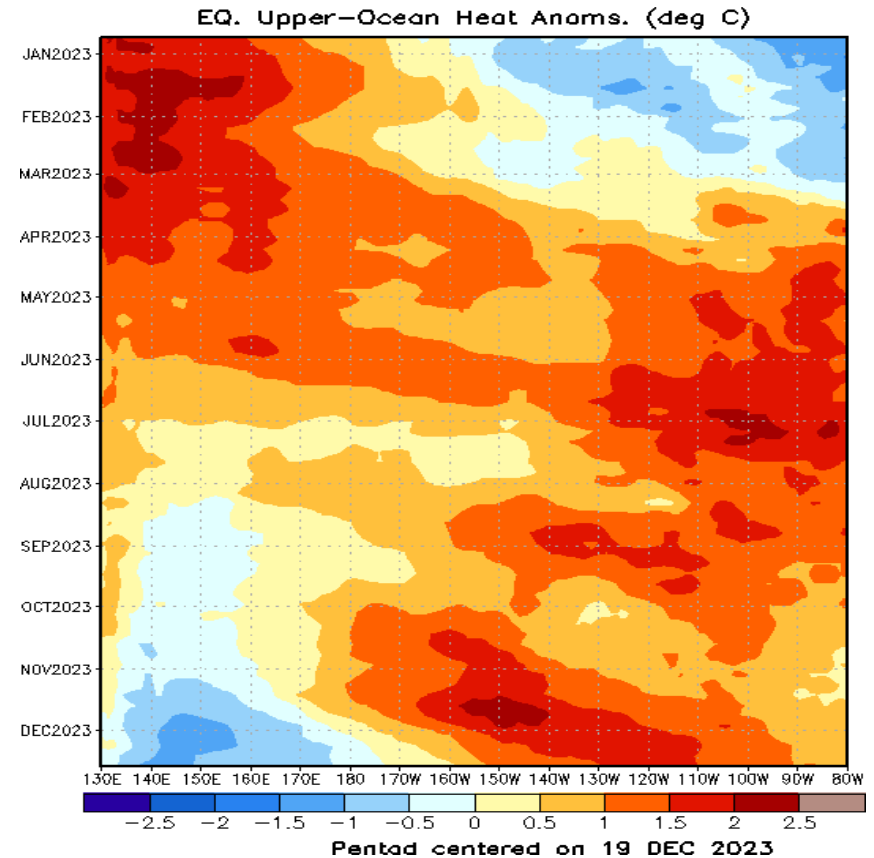 EQ. Upper-Ocean Heat Anoms. (deg C)
JAN2023
FEB2023
MAR2023
APR2023
MAY2023
JUN2023
JUL2023
AUG2023
SEP2023
OCT2023
NOV2023
DEC2023
130E 140E 150E 160E 170E 180 170W 160W 150W 140W 130W 120W 110W 100W 90W 80W
-2.5 -2 -1.5 -1 -0.5 0 0.5 1 1.5 2 2.5
Pentad centered on 19 DEC 2023